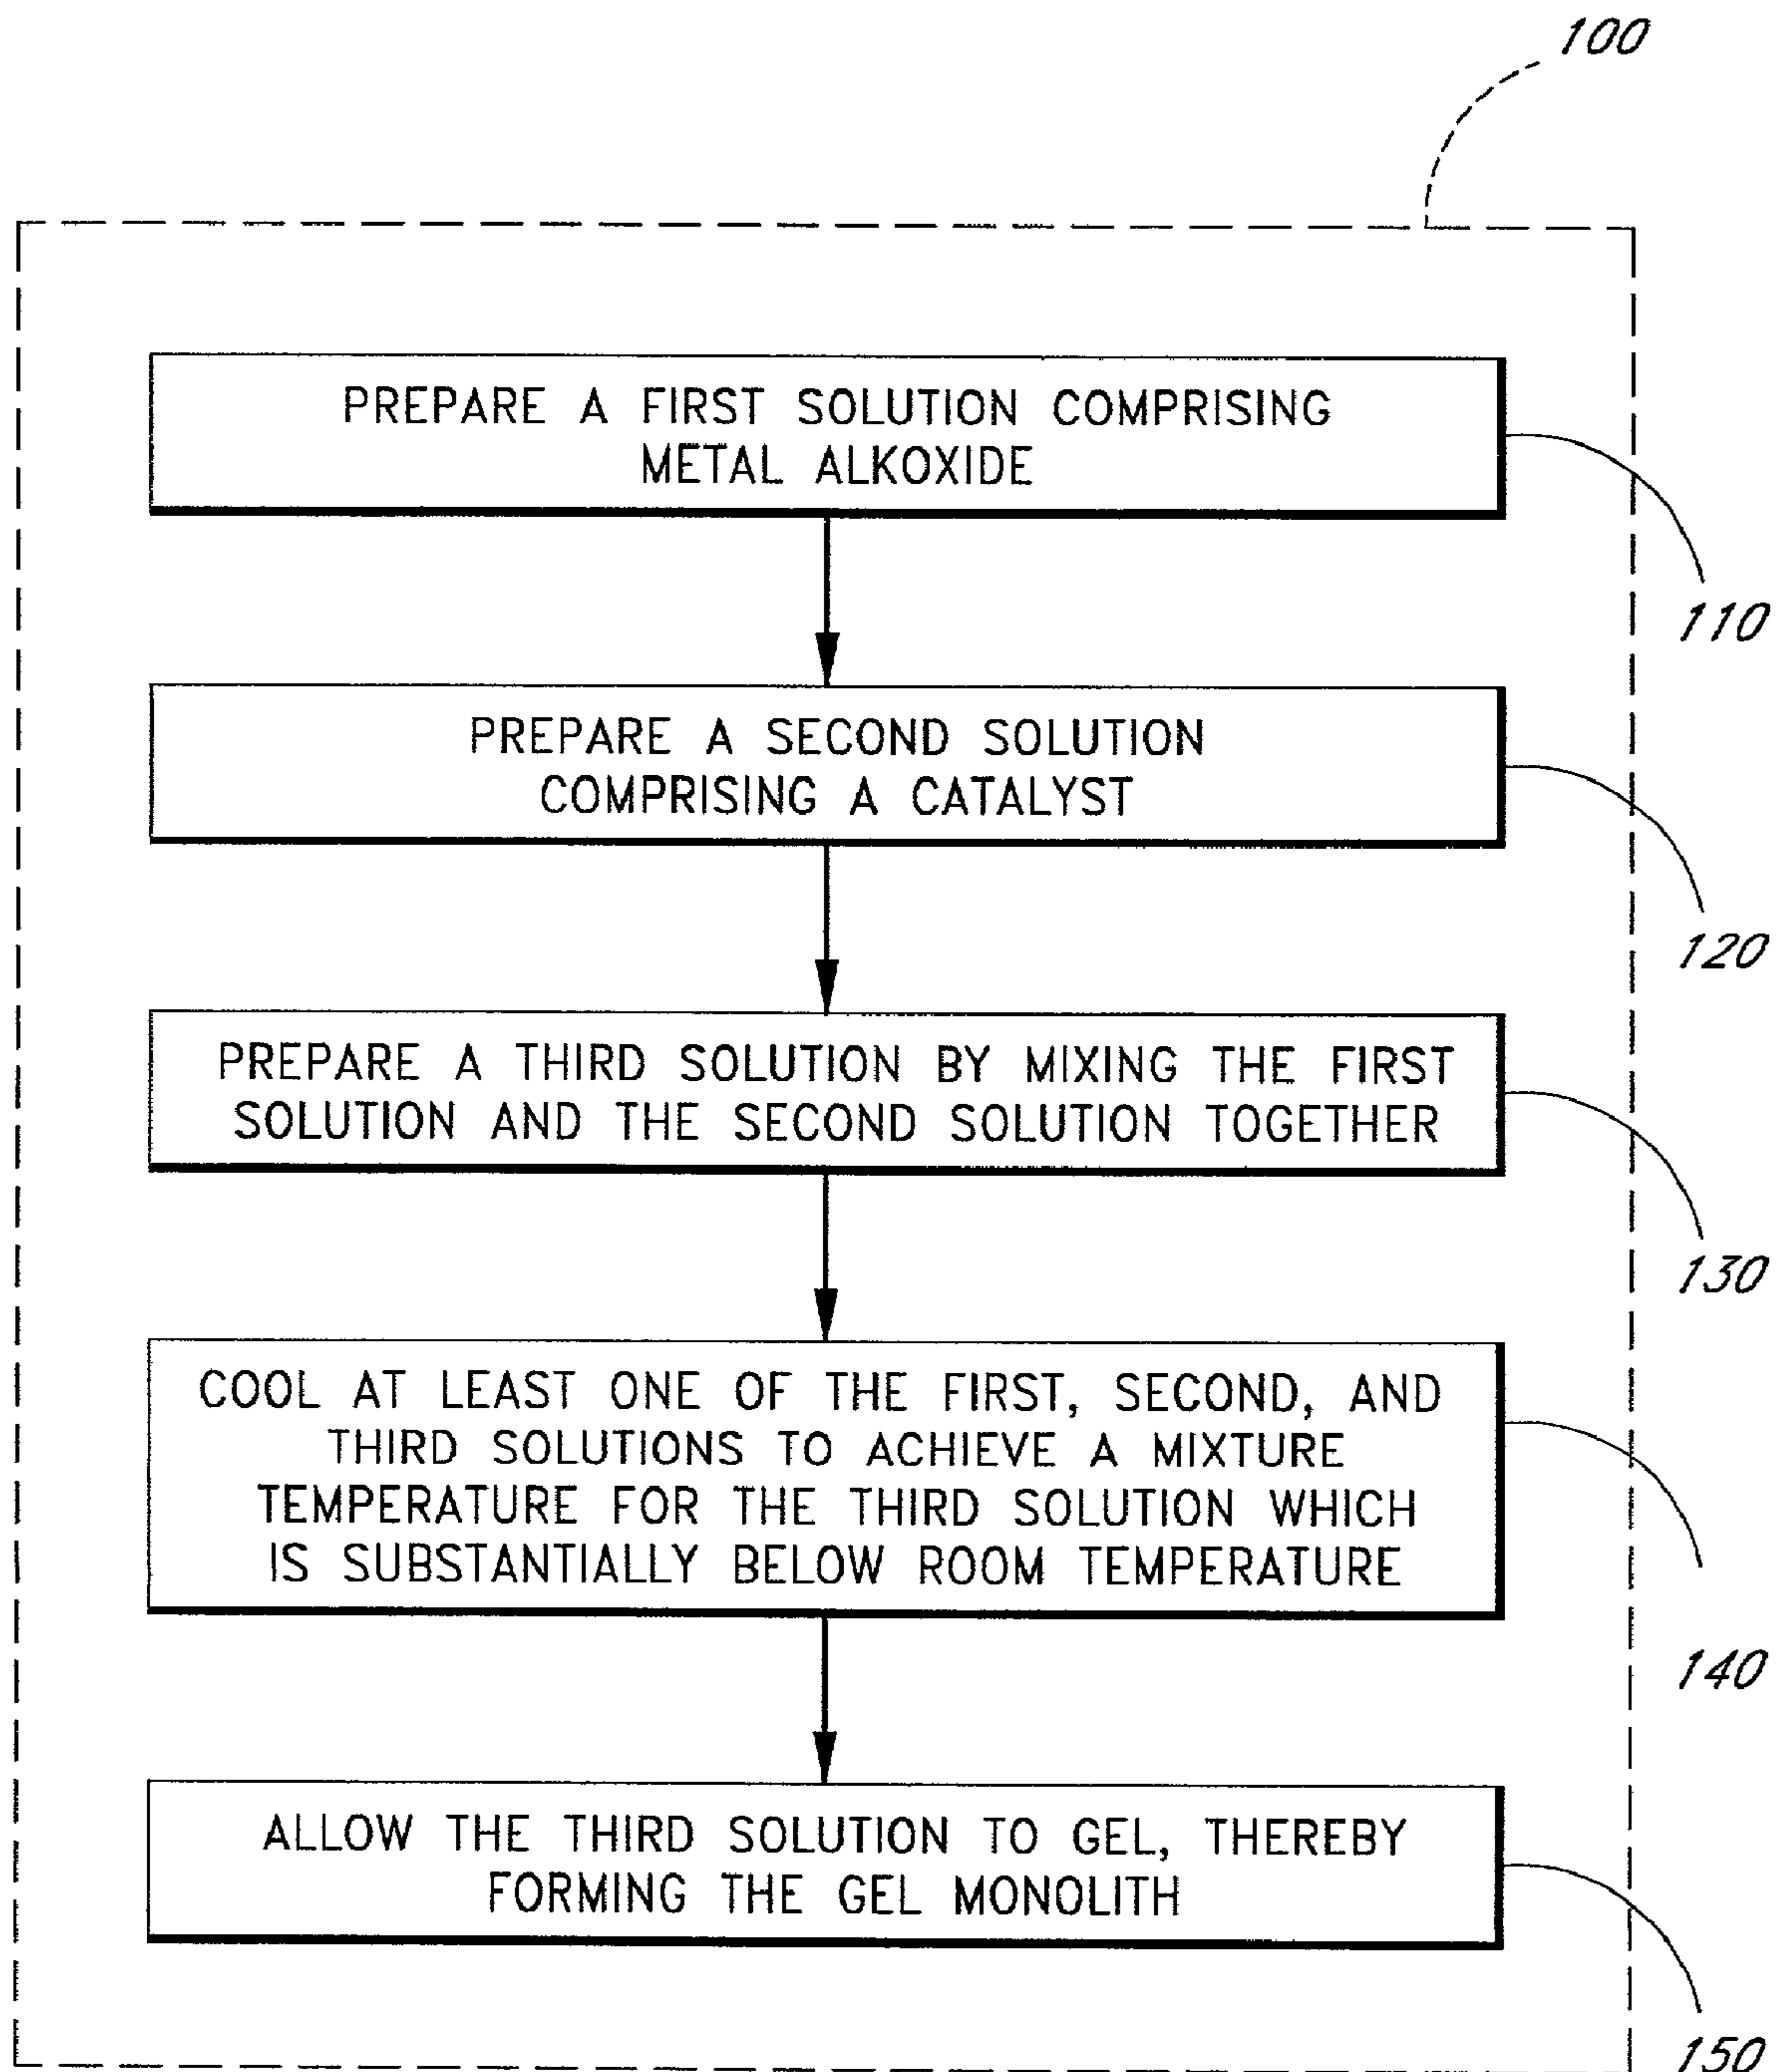 100
PREPARE A FIRST SOLUTION COMPRISING
METAL ALKOXIDE
110
PREPARE A SECOND SOLUTION
COMPRISING A CATALYST
120
PREPARE A THIRD SOLUTION BY MIXING THE FIRST
SOLUTION AND THE SECOND SOLUTION TOGETHER
130
COOL AT LEAST ONE OF THE FIRST, SECOND, AND
THIRD SOLUTIONS TO ACHIEVE A MIXTURE
TEMPERATURE FOR THE THIRD SOLUTION WHICH
IS SUBSTANTIALLY BELOW ROOM TEMPERATURE
140
ALLOW THE THIRD SOLUTION TO GEL, THEREBY
FORMING THE GEL MONOLITH
150